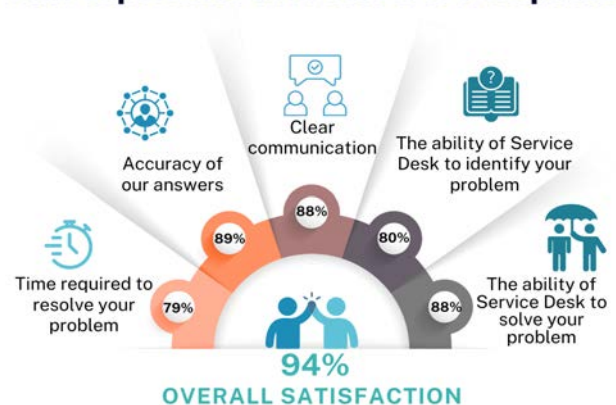 Clear
communication
The ability of Service
Desk to identify your
problem
Accuracy of
our answers
88%
89%
80%
Time required to
resolve your
problem
79%
88%
The ability of
Service Desk to
solve your
problem
94%
OVERALL SATISFACTION